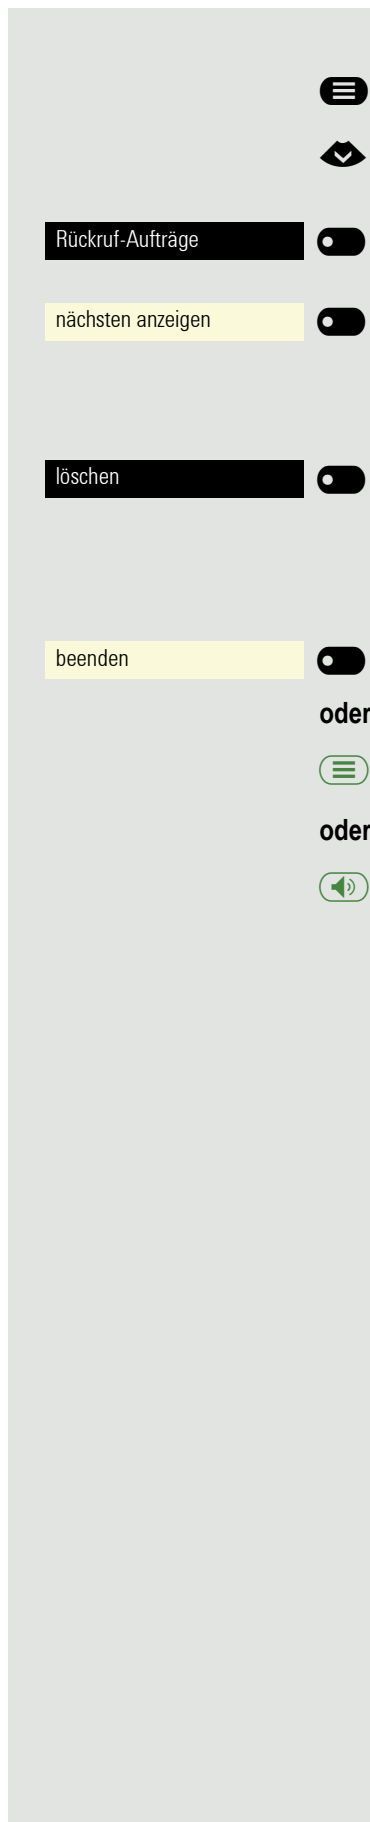 Rückruf-Aufträge
nächsten anzeigen
löschen
beenden
oder
oder